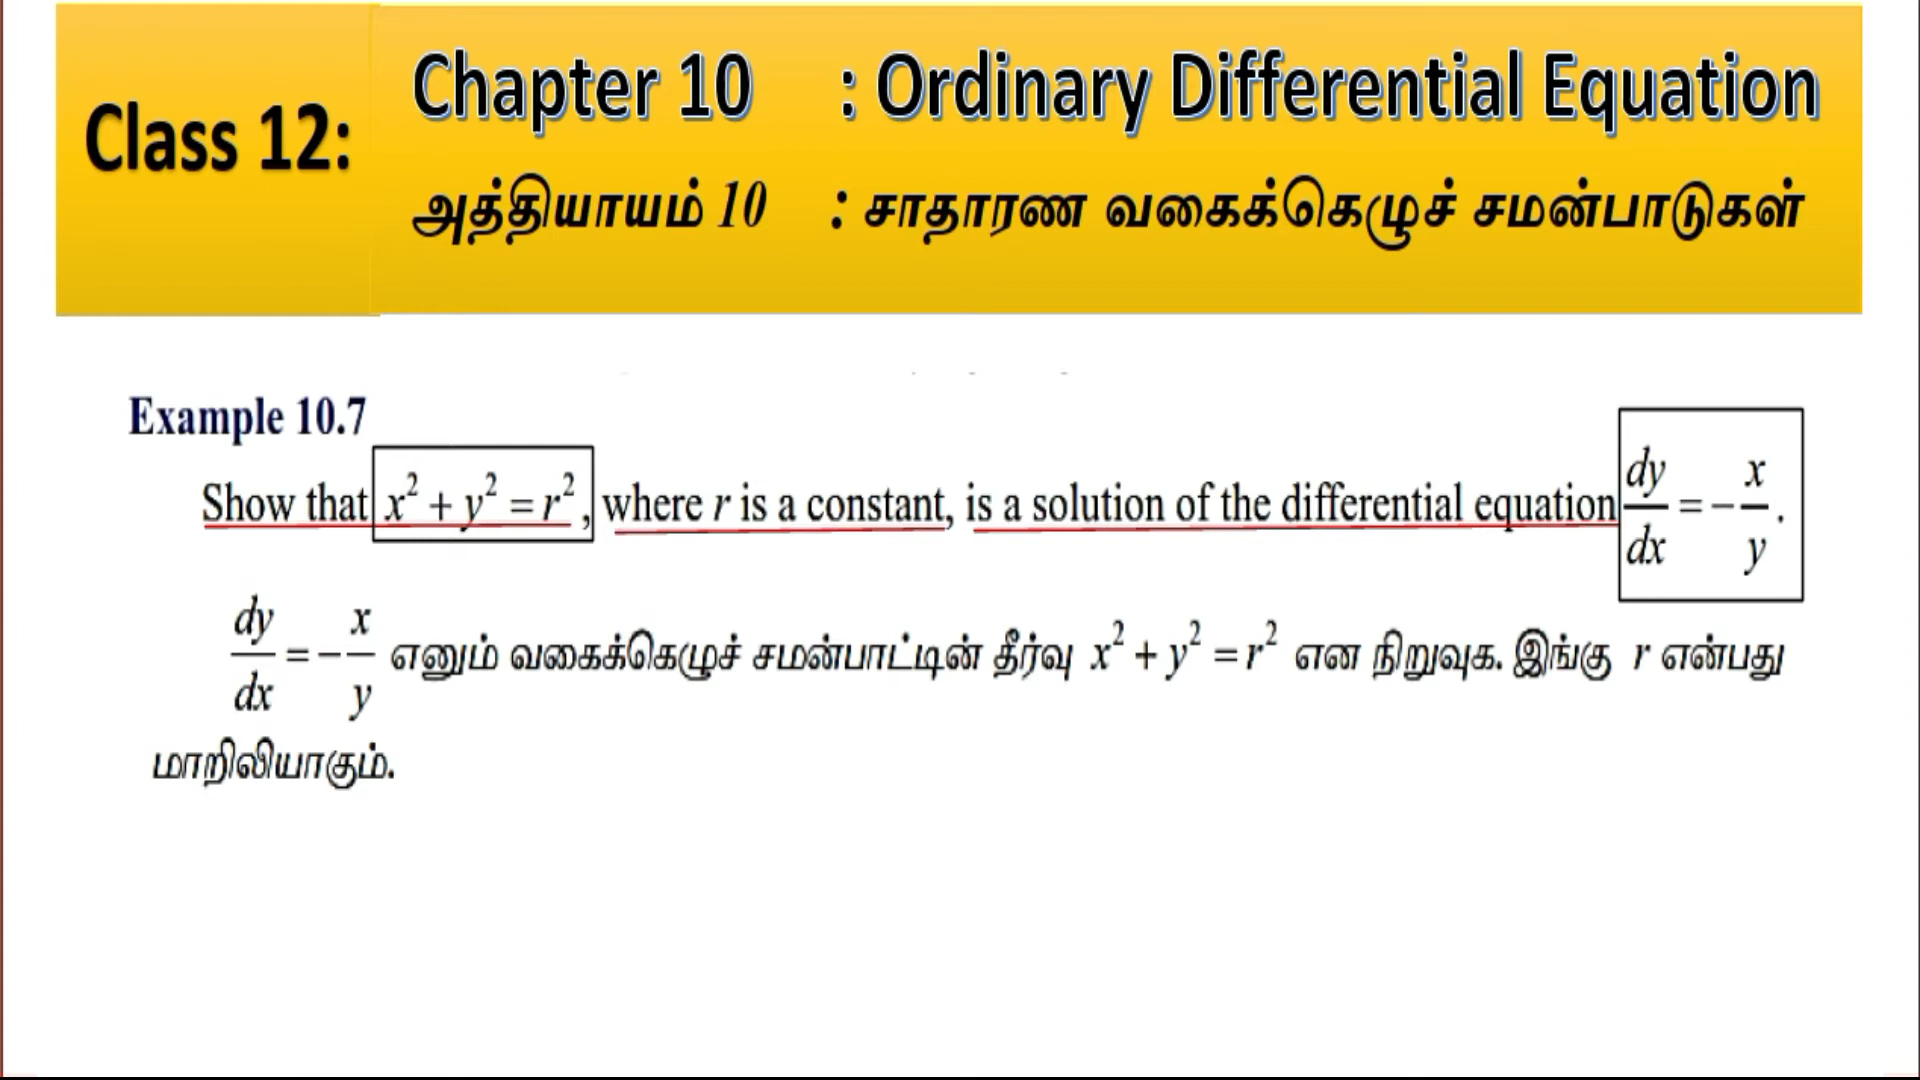 Class 12:
Chapter 10 : Ordinary Differential Equation
அத்தியாயம் 10 : சாதாரண வகைக்கெழுச் சமன்பாடுகள்
Example 10.7
Show that x² + y² = r², where r is a constant, is a solution of the differential equation dy/dx = −x/y.
dy/dx = −x/y எனும் வகைக்கெழுச் சமன்பாட்டின் தீர்வு x² + y² = r² என நிறுவுக. இங்கு r என்பது
மாறிலியாகும்.